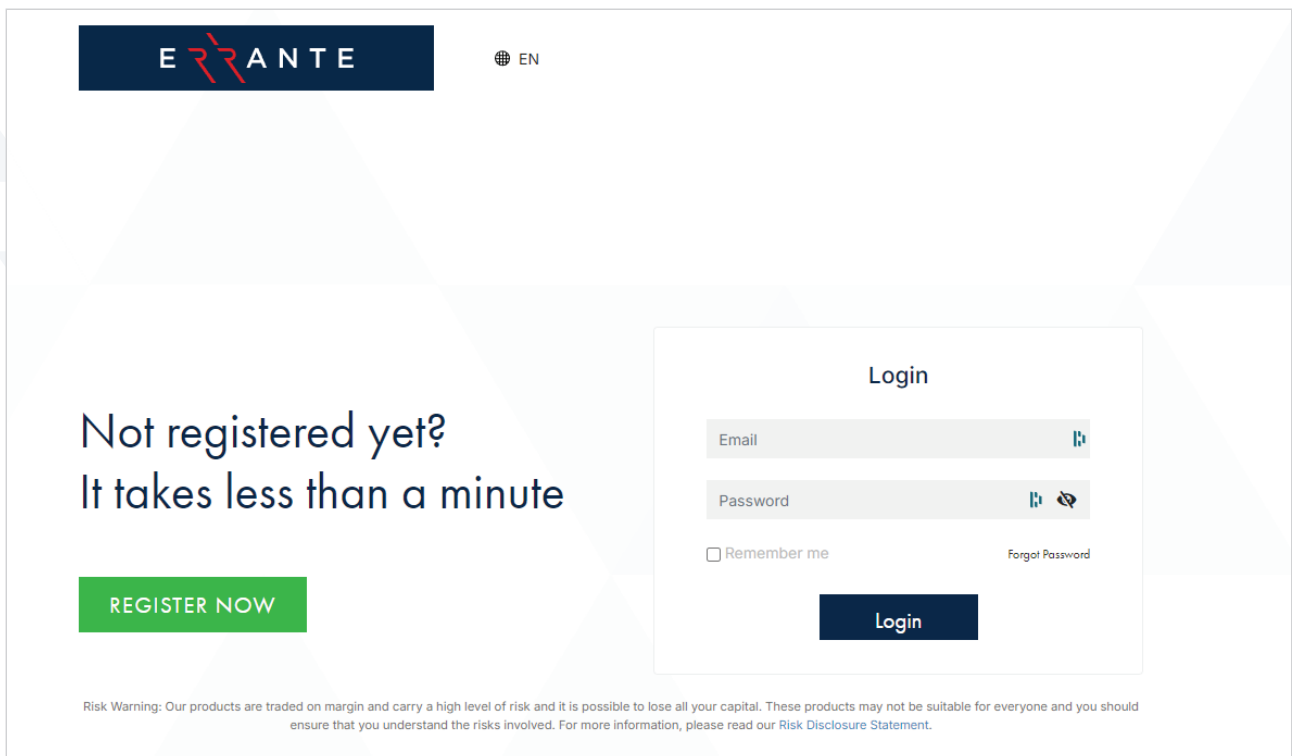 ERRANTE
EN
Not registered yet?
It takes less than a minute
REGISTER NOW
Login
Email
Password
Remember me
Forgot Password
Login
Risk Warning: Our products are traded on margin and carry a high level of risk and it is possible to lose all your capital. These products may not be suitable for everyone and you should
ensure that you understand the risks involved. For more information, please read our Risk Disclosure Statement.